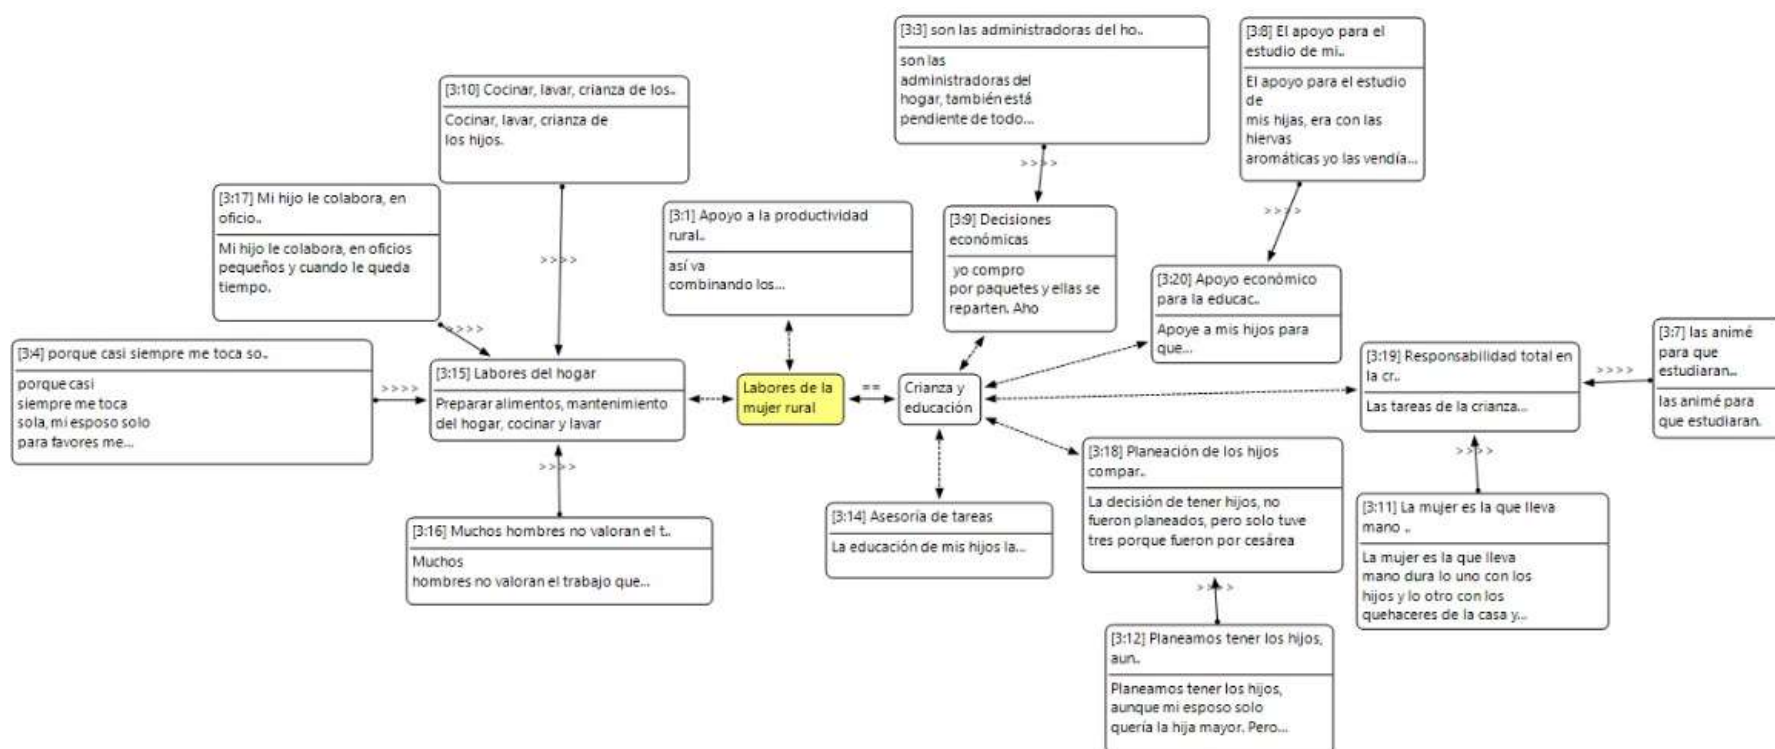 [3:3] son las administradoras del ho..
son las
administradoras del
hogar, también está
pendiente de todo...
[3:8] El apoyo para el
estudio de mi..
El apoyo para el estudio
de
mis hijas, era con las
hiervas
aromáticas yo las vendía...
[3:10] Cocinar, lavar, crianza de los..
Cocinar, lavar, crianza de
los hijos.
>>>>
>>>>
[3:17] Mi hijo le colabora, en
oficio..
Mi hijo le colabora, en oficios
pequeños y cuando le queda
tiempo.
>>>>
[3:1] Apoyo a la productividad
rural..
así va
combinando los...
[3:9] Decisiones
económicas
yo compro
por paquetes y ellas se
reparten. Aho
[3:20] Apoyo económico
para la educac..
Apoye a mis hijos para
que...
>>>>
[3:4] porque casi siempre me toca so..
porque casi
siempre me toca
sola, mi esposo solo
para favores me...
>>>>
[3:15] Labores del hogar
Preparar alimentos, mantenimiento
del hogar, cocinar y lavar
Labores de la
mujer rural
==
Crianza y
educación
[3:19] Responsabilidad total en
la cr..
Las tareas de la crianza...
>>>>
[3:7] las animé
para que
estudiaran..
las animé para
que estudiaran.
>>>>
[3:16] Muchos hombres no valoran el t..
Muchos
hombres no valoran el trabajo que...
[3:14] Asesoría de tareas
La educación de mis hijos la...
[3:18] Planeación de los hijos
compar..
La decisión de tener hijos, no
fueron planeados, pero solo tuve
tres porque fueron por cesárea
>>>>
[3:11] La mujer es la que lleva
mano ..
La mujer es la que lleva
mano dura lo uno con los
hijos y lo otro con los
quehaceres de la casa y...
>>>>
[3:12] Planeamos tener los hijos,
aun..
Planeamos tener los hijos,
aunque mi esposo solo
quería la hija mayor. Pero...